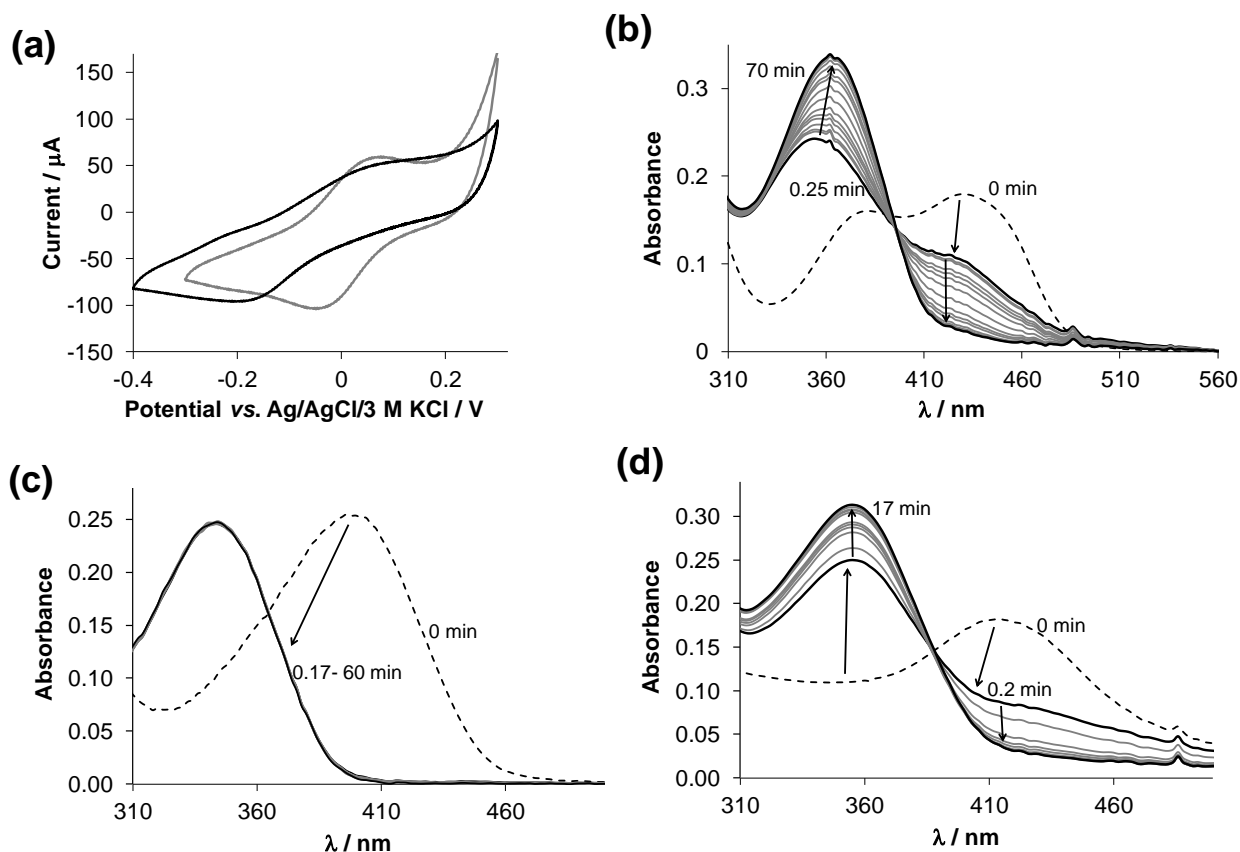 (a)
150
100
50
0
-50
-100
-150
-0.4
-0.2
0
0.2
Current / μA
Potential vs. Ag/AgCl/3 M KCl / V
(b)
70 min
0.25 min
0 min
0.3
0.2
0.1
0
310
360
410
460
510
560
Absorbance
λ / nm
(c)
0.25
0.20
0.15
0.10
0.05
0.00
0 min
0.17- 60 min
310
360
410
460
Absorbance
λ / nm
(d)
0.30
0.25
0.20
0.15
0.10
0.05
0.00
17 min
0 min
0.2 min
310
360
410
460
Absorbance
λ / nm